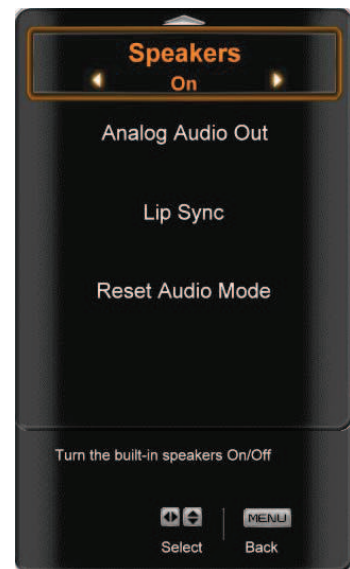 Speakers
On
Analog Audio Out
Lip Sync
Reset Audio Mode
Turn the built-in speakers On/Off
MENU
Select Back